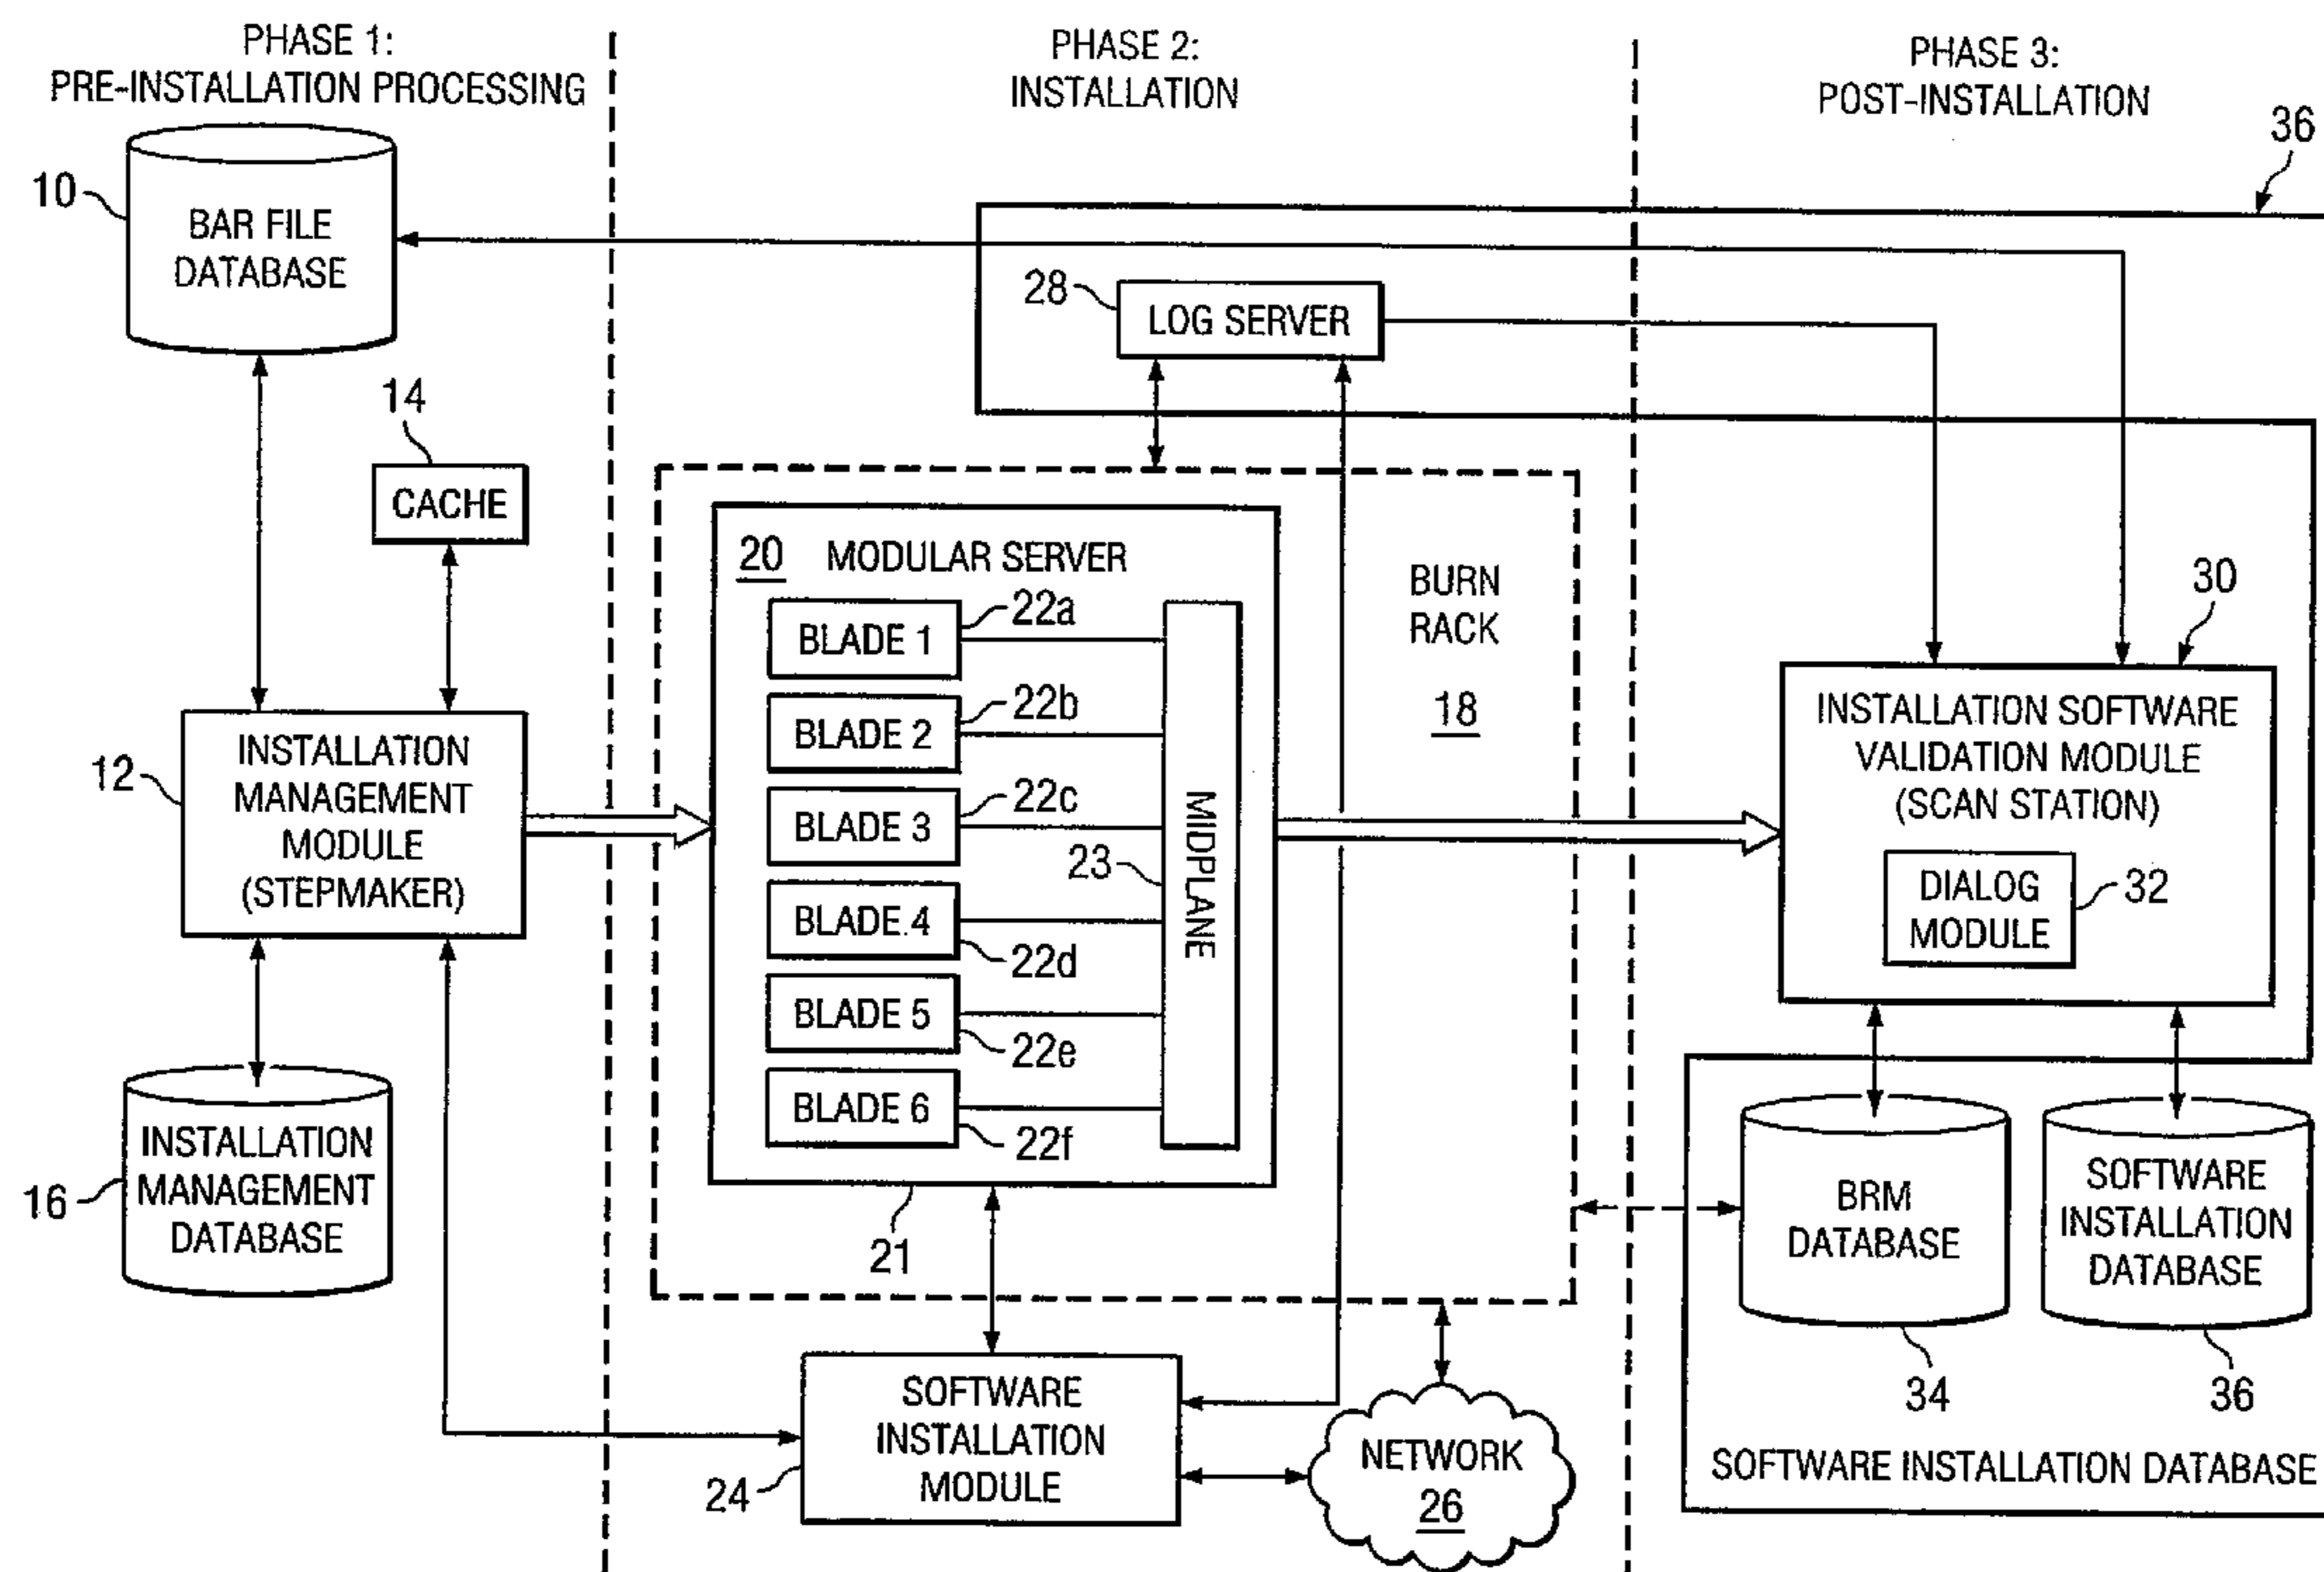 PHASE 1:
PRE-INSTALLATION PROCESSING
PHASE 2:
INSTALLATION
PHASE 3:
POST-INSTALLATION
36
10
BAR FILE
DATABASE
28
LOG SERVER
14
CACHE
12
INSTALLATION
MANAGEMENT
MODULE
(STEPMAKER)
16
INSTALLATION
MANAGEMENT
DATABASE
20 MODULAR SERVER
BLADE 1
22a
BLADE 2
22b
BLADE 3
22c
BLADE 4
22d
BLADE 5
22e
BLADE 6
22f
23
MIDPLANE
21
BURN
RACK
18
24
SOFTWARE
INSTALLATION
MODULE
NETWORK
26
30
INSTALLATION SOFTWARE
VALIDATION MODULE
(SCAN STATION)
DIALOG
MODULE
32
BRM
DATABASE
34
SOFTWARE
INSTALLATION
DATABASE
36
SOFTWARE INSTALLATION DATABASE